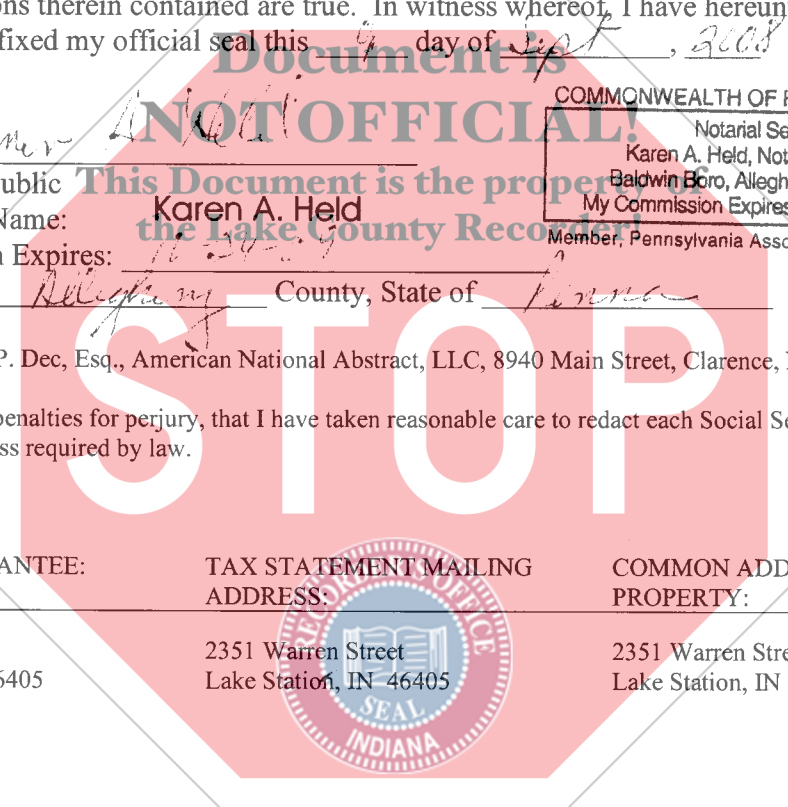 ons therein contained are true. In witness whereof, I have hereun
fixed my official seal this 9 day of Sept, 2008
Document is
NOT OFFICIAL!
This Document is the property of
the Lake County Recorder!
COMMONWEALTH OF P
Notarial Se
Karen A. Held, Not
Baldwin Boro, Allegh
My Commission Expires
Member, Pennsylvania Asso
ublic
Name: Karen A. Held
n Expires:
Allegheny County, State of Penna
STOP
P. Dec, Esq., American National Abstract, LLC, 8940 Main Street, Clarence,
penalties for perjury, that I have taken reasonable care to redact each Social Se
ss required by law.
ANTEE: TAX STATEMENT MAILING COMMON ADD
ADDRESS: PROPERTY:
2351 Warren Street 2351 Warren Stre
6405 Lake Station, IN 46405 Lake Station, IN
RECORDER'S OFFICE
SEAL
INDIANA